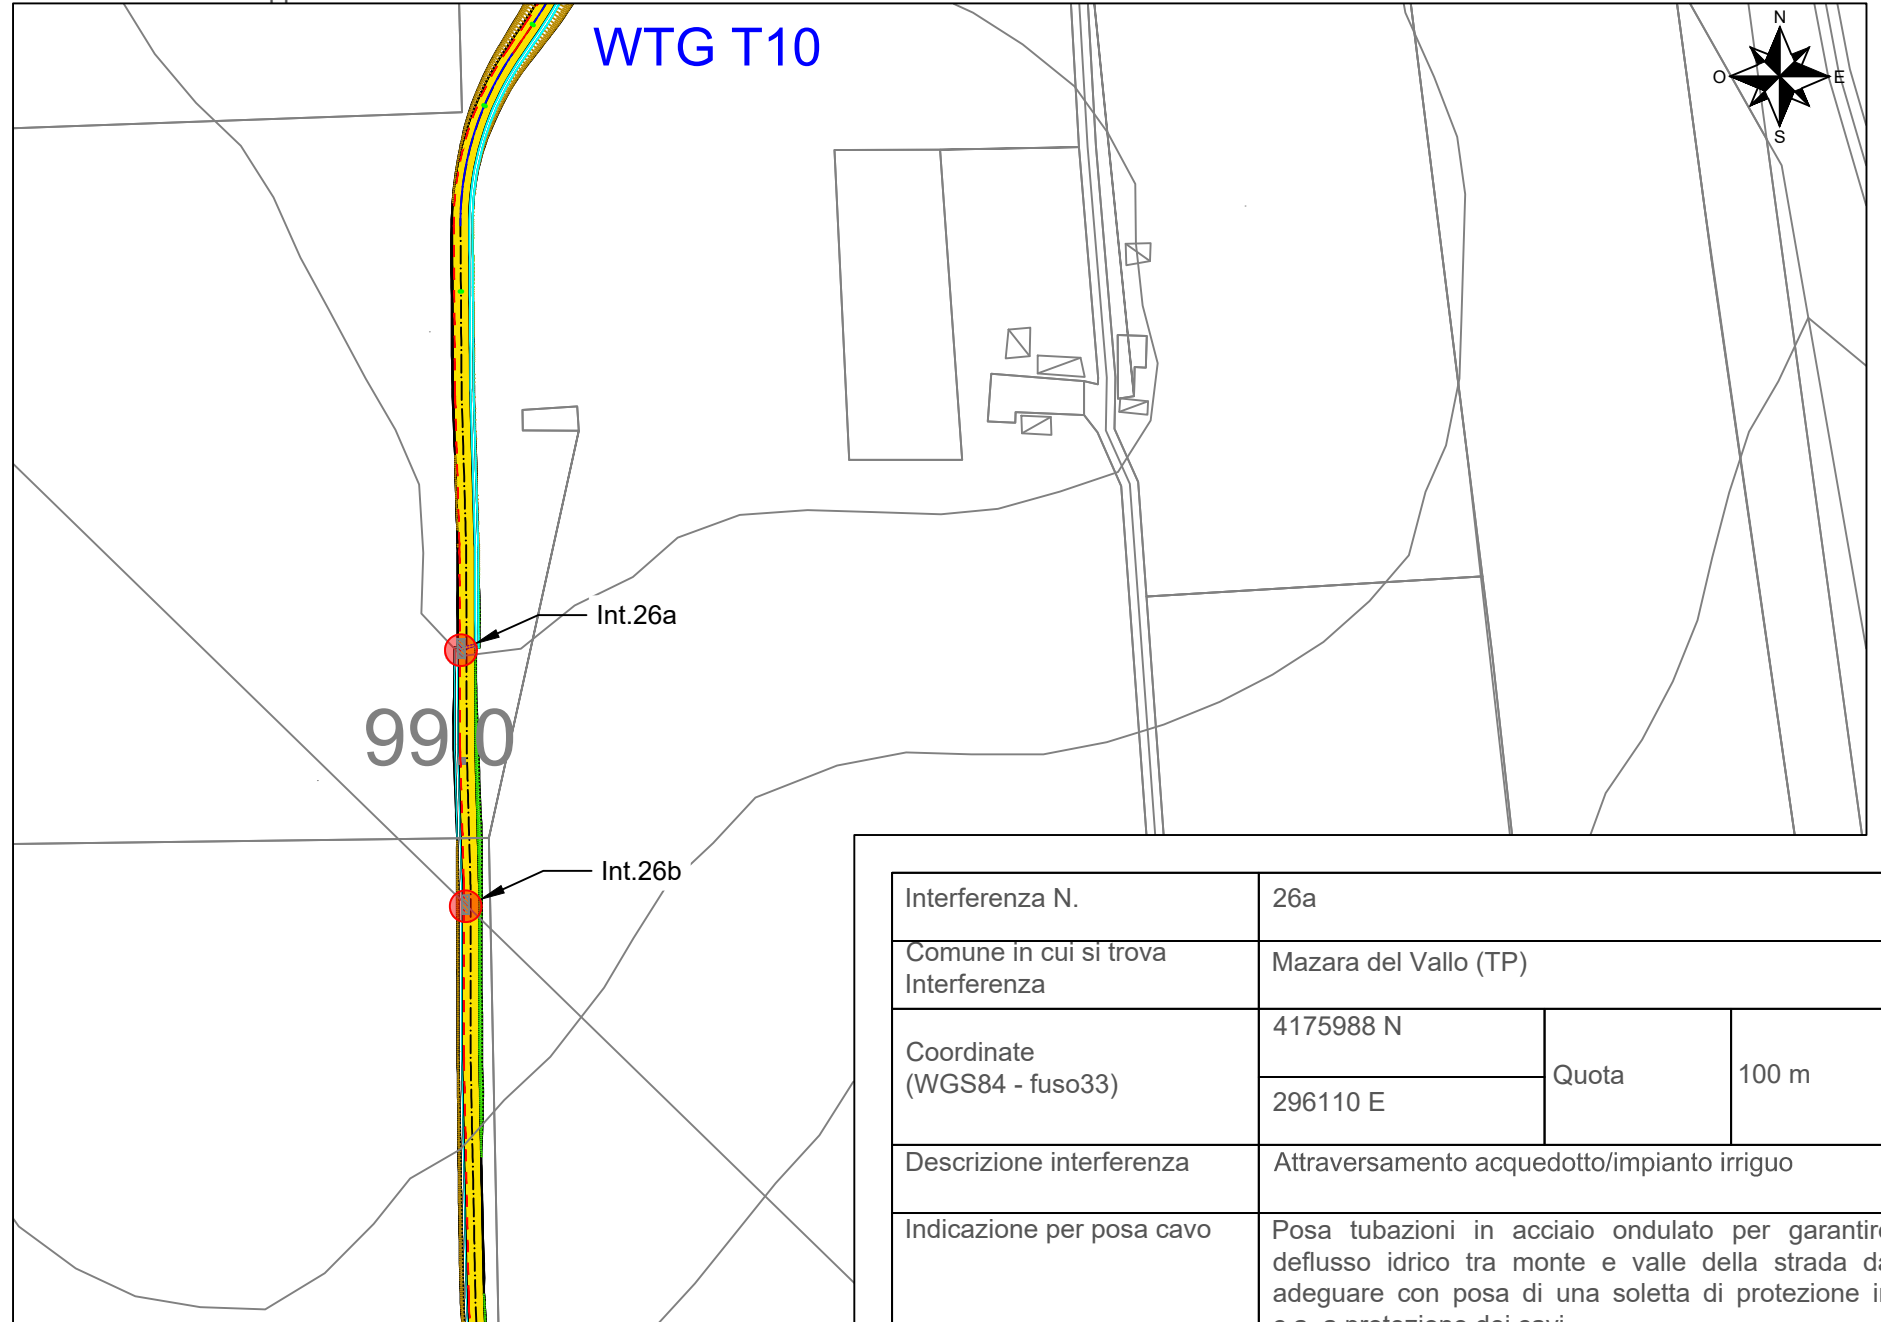 WTG T10
N
O
E
S
Int.26a
99.0
Int.26b
Interferenza N.
26a
Comune in cui si trova
Interferenza
Mazara del Vallo (TP)
Coordinate
(WGS84 - fuso33)
4175988 N
296110 E
Quota
100 m
Descrizione interferenza
Attraversamento acquedotto/impianto irriguo
Indicazione per posa cavo
Posa tubazioni in acciaio ondulato per garantire
deflusso idrico tra monte e valle della strada da
adeguare con posa di una soletta di protezione in
c.a. a protezione dei cavi